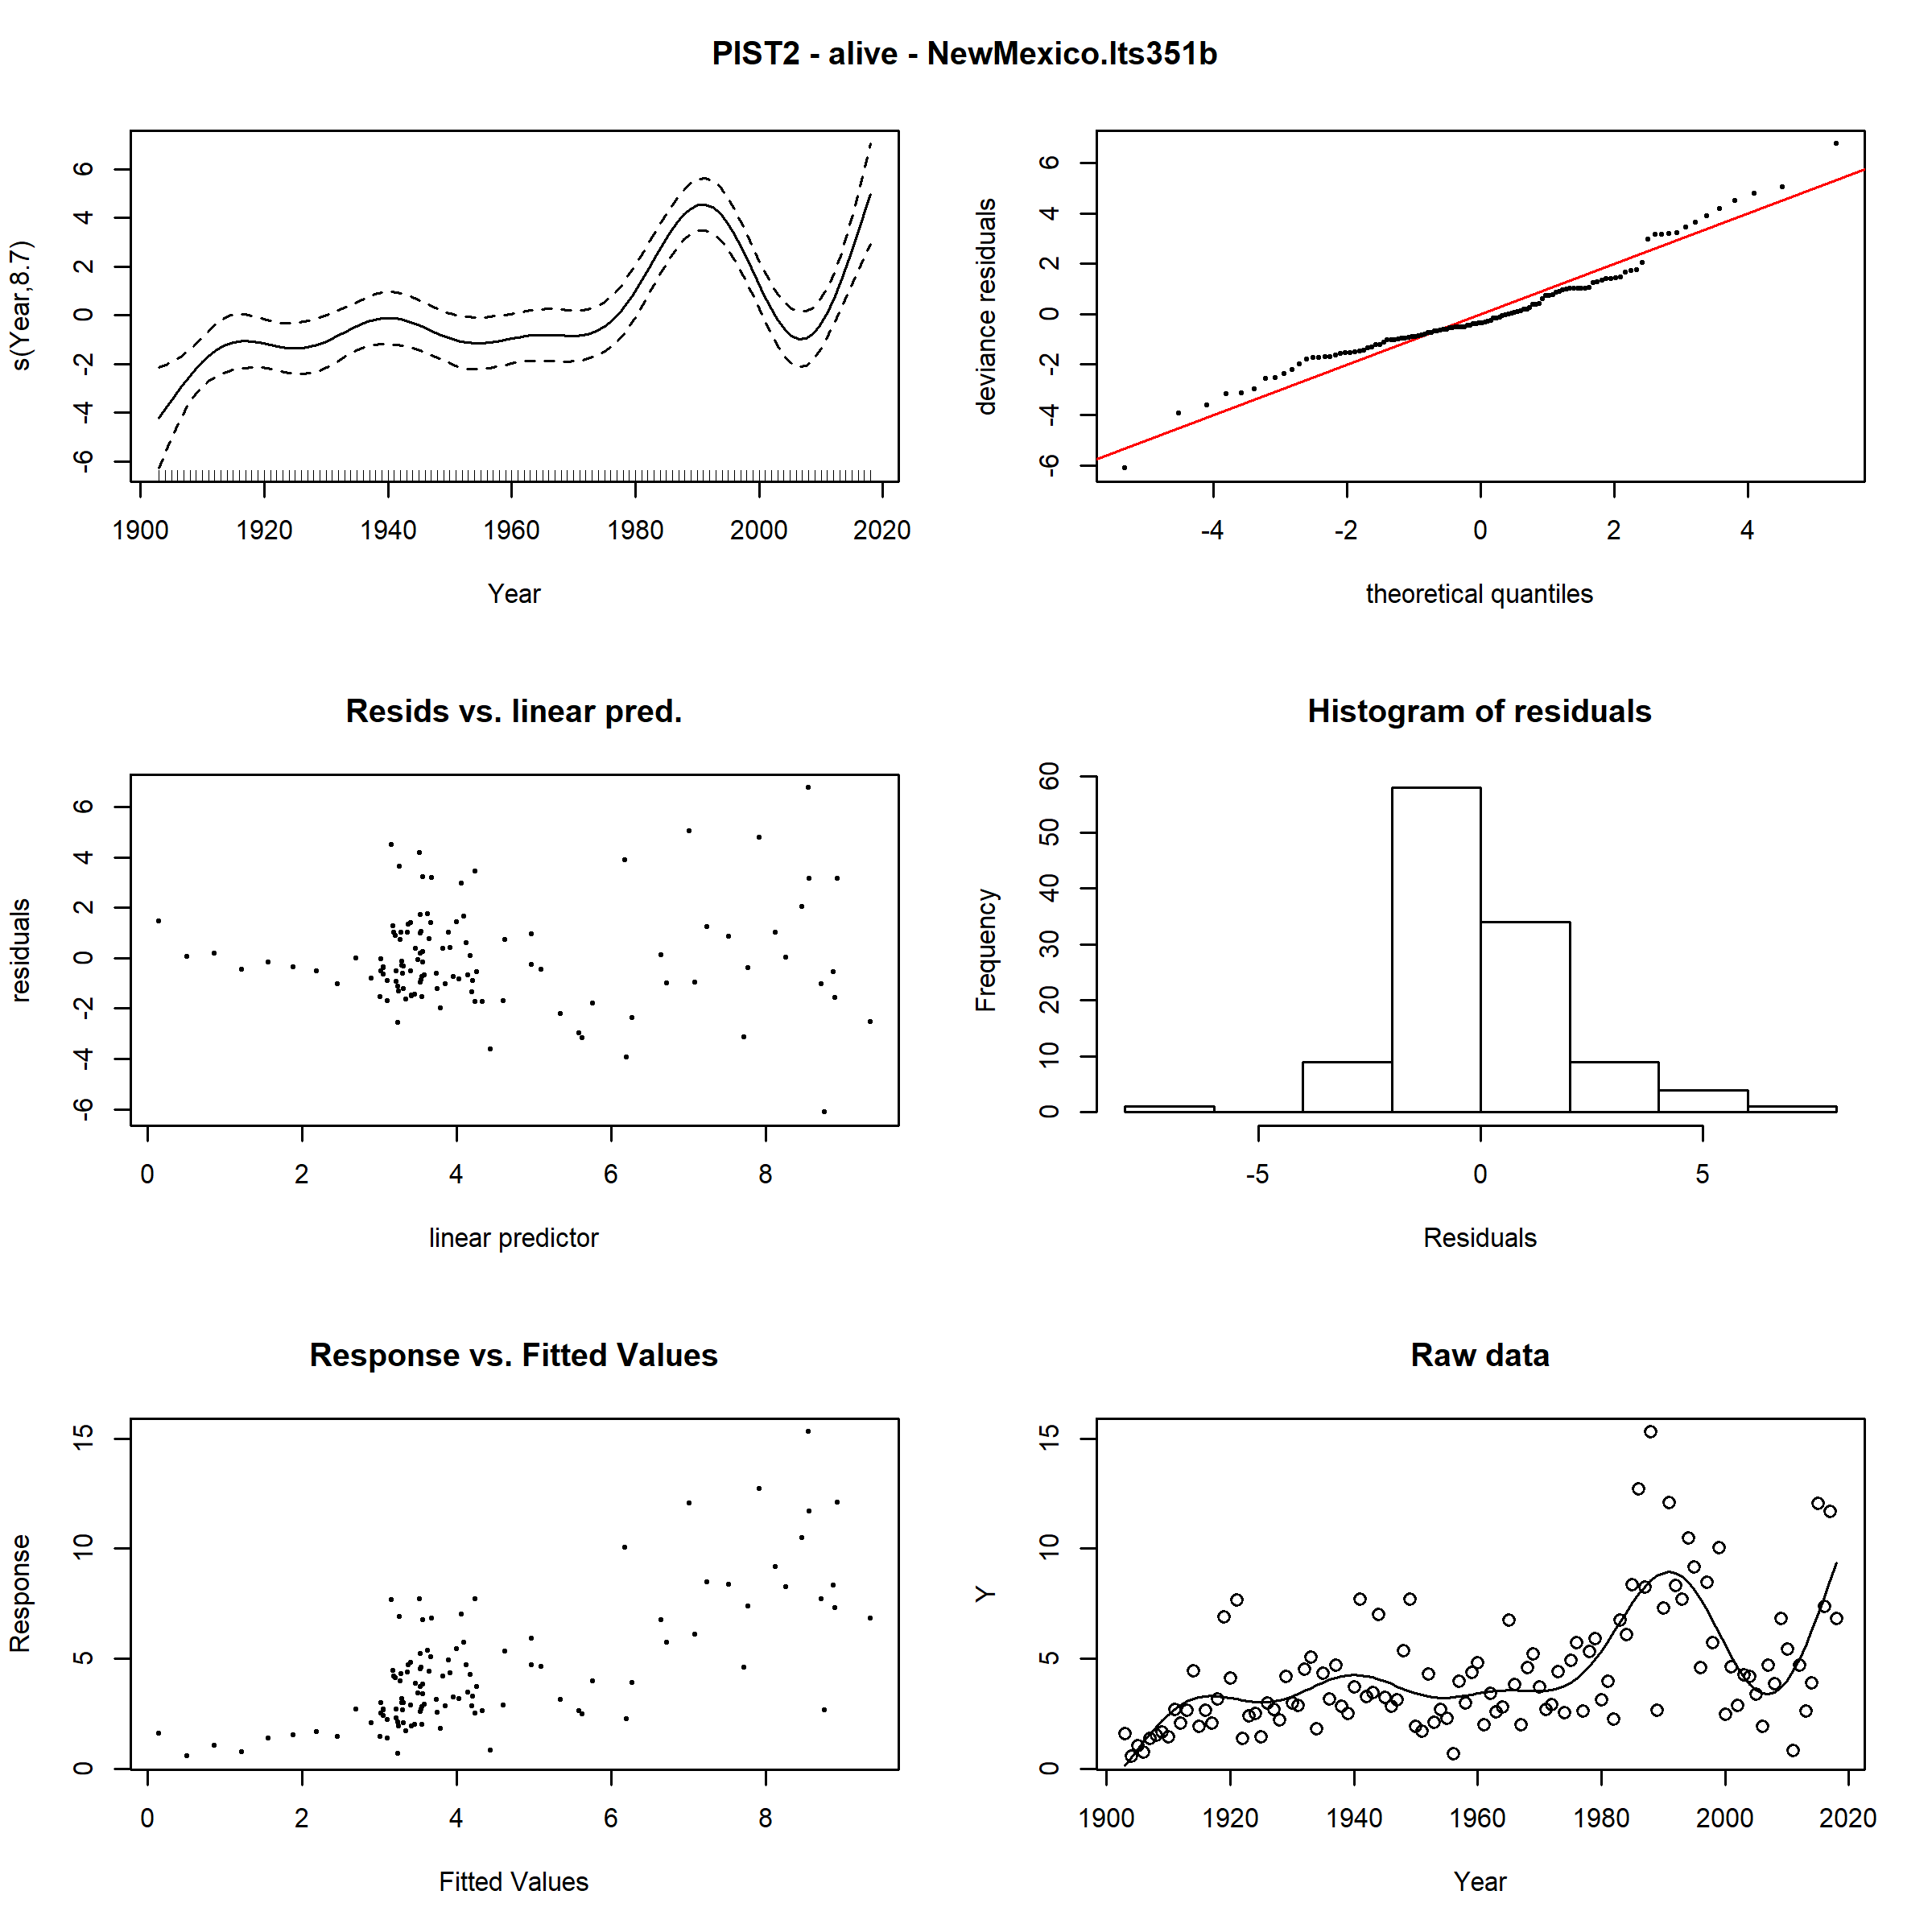 PIST2 - alive - NewMexico.lts351b
s(Year,8.7)
6
4
2
0
-2
-4
-6
1900 1920 1940 1960 1980 2000 2020
Year
deviance residuals
6
4
2
0
-2
-4
-6
-4 -2 0 2 4
theoretical quantiles
Resids vs. linear pred.
residuals
6
4
2
0
-2
-4
-6
0 2 4 6 8
linear predictor
Histogram of residuals
Frequency
60
50
40
30
20
10
0
-5 0 5
Residuals
Response vs. Fitted Values
Response
15
10
5
0
0 2 4 6 8
Fitted Values
Raw data
Y
15
10
5
0
1900 1920 1940 1960 1980 2000 2020
Year